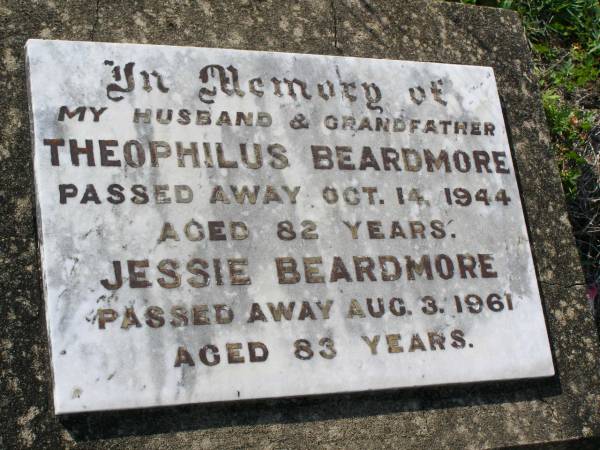 In Memory of
MY HUSBAND & GRANDFATHER
THEOPHILUS BEARDMORE
PASSED AWAY OCT. 14, 1944
AGED 82 YEARS.
JESSIE BEARDMORE
PASSED AWAY AUG. 3. 1961
AGED 83 YEARS.